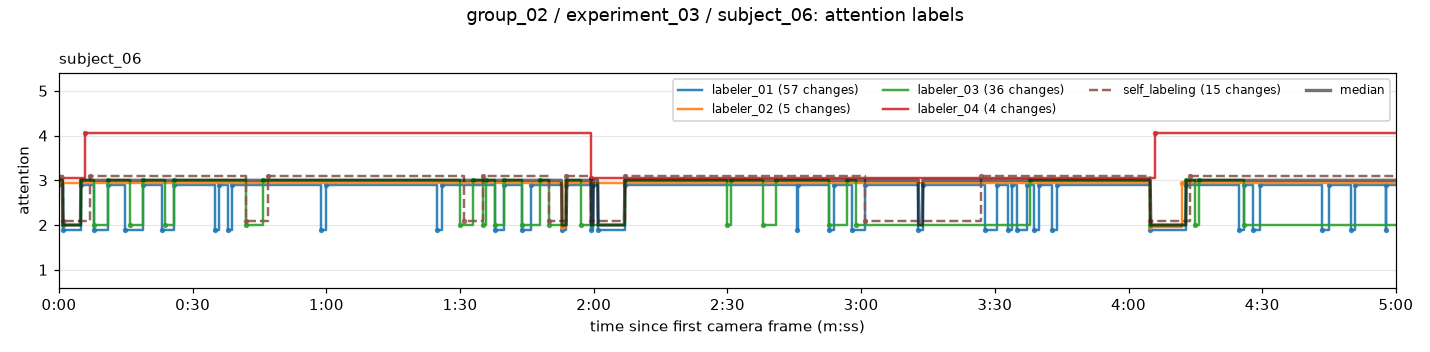 group_02 / experiment_03 / subject_06: attention labels
subject_06
labeler_01 (57 changes)
labeler_02 (5 changes)
labeler_03 (36 changes)
labeler_04 (4 changes)
self_labeling (15 changes)
median
5
4
3
2
1
attention
0:00 0:30 1:00 1:30 2:00 2:30 3:00 3:30 4:00 4:30 5:00
time since first camera frame (m:ss)